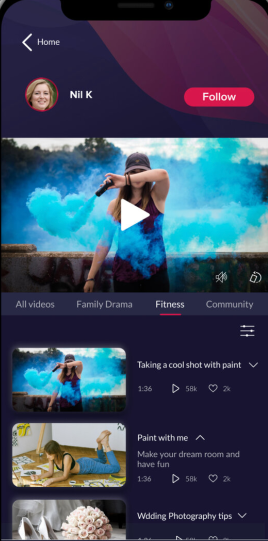 Home
Nil K
Follow
All videos Family Drama Fitness Community
Taking a cool shot with paint
1:36 58k 2k
Paint with me
Make your dream room and
have fun
1:36 58k 2k
Wdding Photography tips